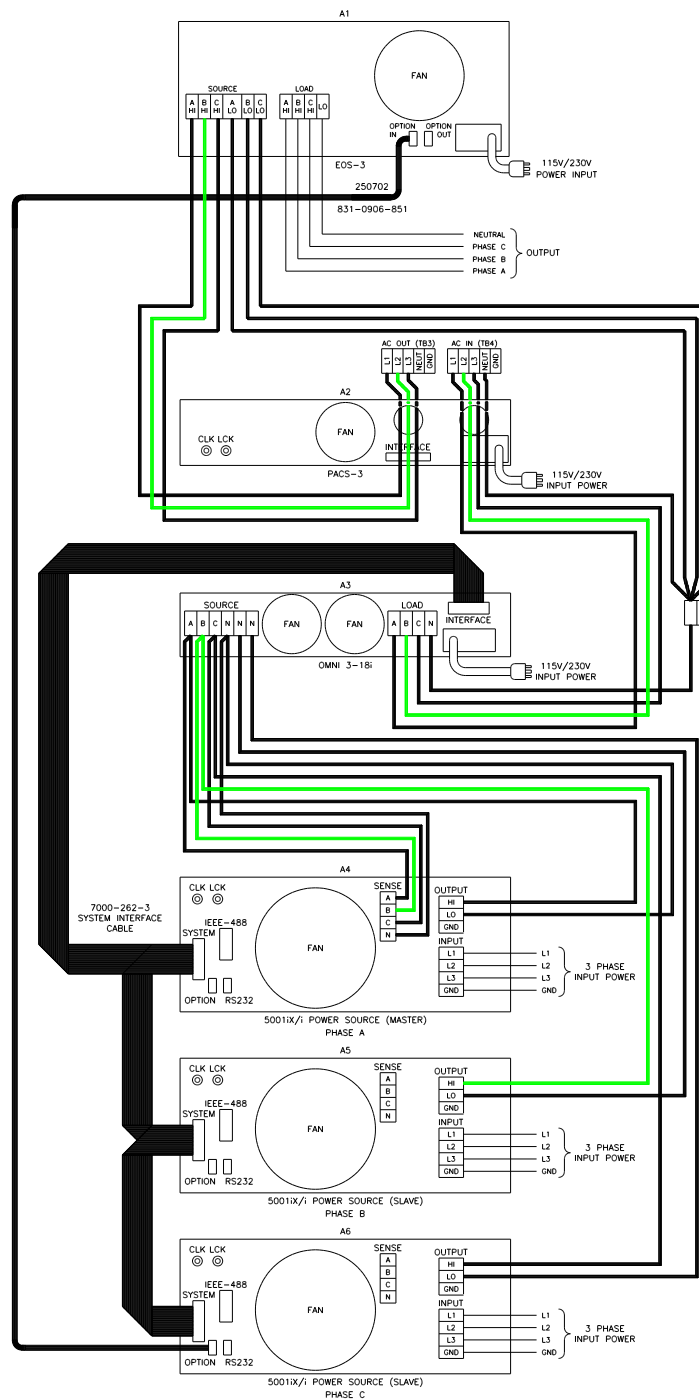 A1
FAN
SOURCE
LOAD
A HI
B HI
C HI
A LO
B LO
C LO
A HI
B HI
C HI
LO
OPTION IN
OPTION OUT
EOS-3
115V/230V
POWER INPUT
250702
831-0906-851
NEUTRAL
PHASE C
PHASE B
PHASE A
OUTPUT
AC OUT (TB3)
L1
L2
L3
NEUT
GND
AC IN (TB4)
L1
L2
L3
NEUT
GND
A2
FAN
CLK LCK
INTERFACE
PACS-3
115V/230V
INPUT POWER
A3
SOURCE
A B C N N N
FAN
FAN
LOAD
A B C N
INTERFACE
OMNI 3-18i
115V/230V
INPUT POWER
7000-262-3
SYSTEM INTERFACE
CABLE
A4
CLK LCK
IEEE-488
SYSTEM
OPTION RS232
FAN
SENSE
A
B
C
N
OUTPUT
HI
LO
GND
INPUT
L1 L1
L2 L2
L3 L3
GND GND
3 PHASE
INPUT POWER
5001iX/i POWER SOURCE (MASTER)
PHASE A
A5
CLK LCK
IEEE-488
SYSTEM
OPTION RS232
FAN
SENSE
A
B
C
N
OUTPUT
HI
LO
GND
INPUT
L1 L1
L2 L2
L3 L3
GND GND
3 PHASE
INPUT POWER
5001iX/i POWER SOURCE (SLAVE)
PHASE B
A6
CLK LCK
IEEE-488
SYSTEM
OPTION RS232
FAN
SENSE
A
B
C
N
OUTPUT
HI
LO
GND
INPUT
L1 L1
L2 L2
L3 L3
GND GND
3 PHASE
INPUT POWER
5001iX/i POWER SOURCE (SLAVE)
PHASE C